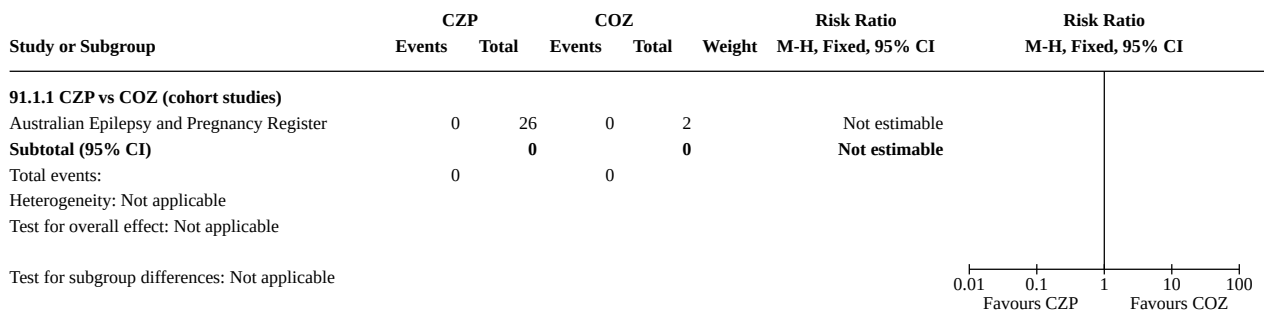 CZP COZ Risk Ratio Risk Ratio
Study or Subgroup Events Total Events Total Weight M-H, Fixed, 95% CI M-H, Fixed, 95% CI
91.1.1 CZP vs COZ (cohort studies)
Australian Epilepsy and Pregnancy Register 0 26 0 2 Not estimable
Subtotal (95% CI) 0 0 Not estimable
Total events: 0 0
Heterogeneity: Not applicable
Test for overall effect: Not applicable
Test for subgroup differences: Not applicable
0.01 0.1 1 10 100
Favours CZP Favours COZ